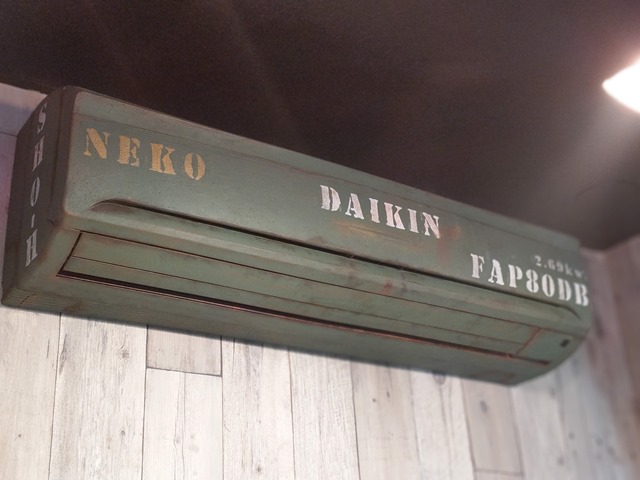 SHO.H
NEKO
DAIKIN
2.69kw
FAP80DB